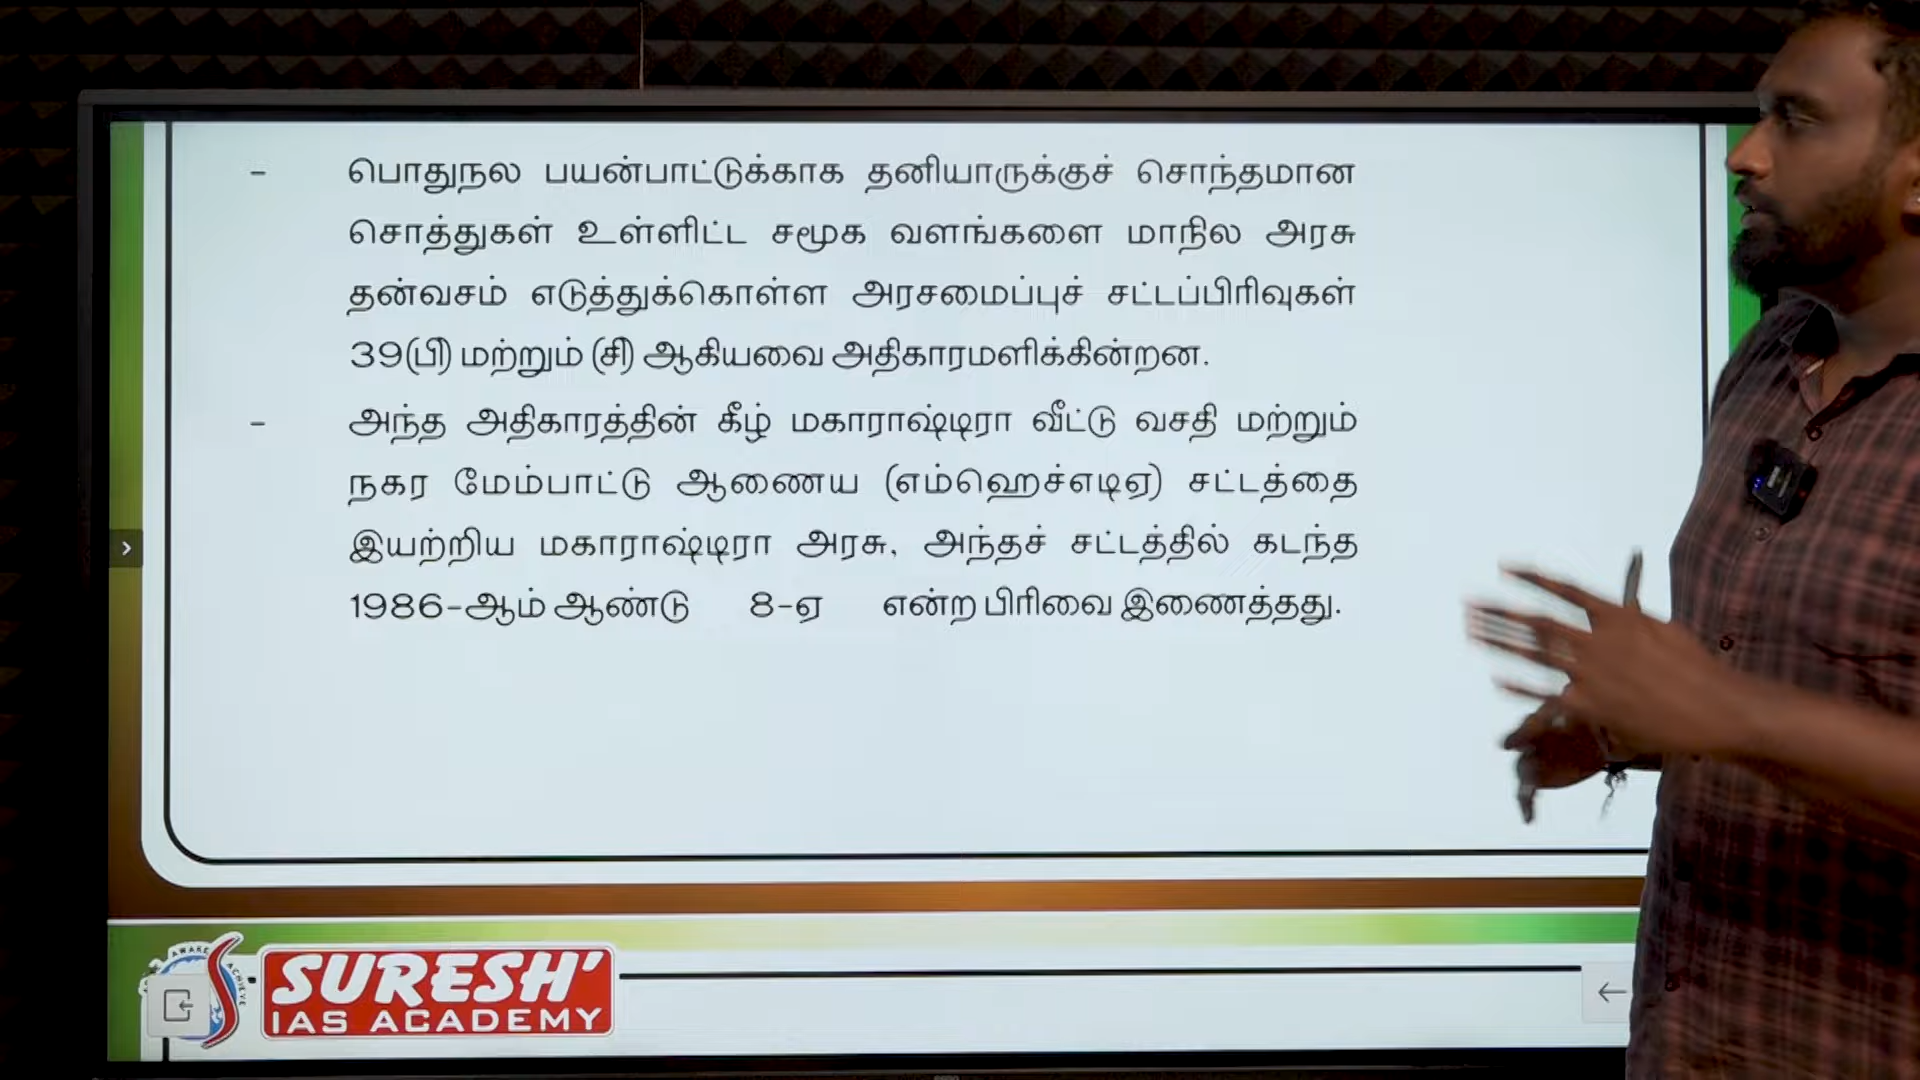 - பொதுநல பயன்பாட்டுக்காக தனியாருக்குச் சொந்தமான
சொத்துகள் உள்ளிட்ட சமூக வளங்களை மாநில அரசு
தன்வசம் எடுத்துக்கொள்ள அரசமைப்புச் சட்டப்பிரிவுகள்
39(பி) மற்றும் (சி) ஆகியவை அதிகாரமளிக்கின்றன.
- அந்த அதிகாரத்தின் கீழ் மகாராஷ்டிரா வீட்டு வசதி மற்றும்
நகர மேம்பாட்டு ஆணைய (எம்ஹெச்எடிஏ) சட்டத்தை
இயற்றிய மகாராஷ்டிரா அரசு, அந்தச் சட்டத்தில் கடந்த
1986-ஆம் ஆண்டு 8-ஏ என்ற பிரிவை இணைத்தது.
AWAKE
ACHIEVE
SURESH'
IAS ACADEMY